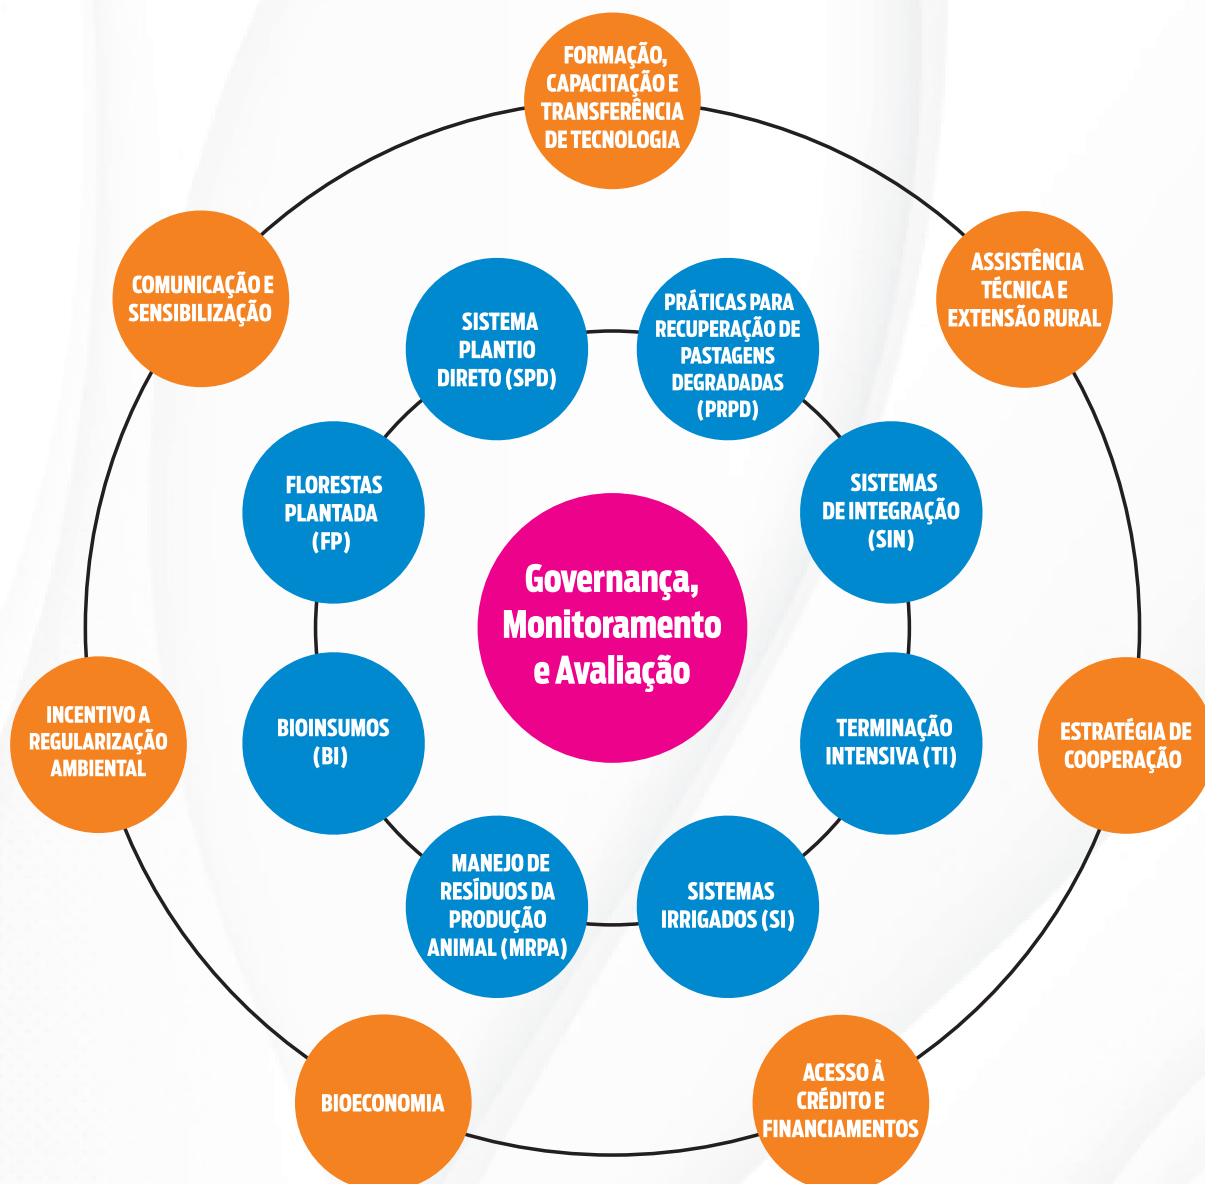 FORMAÇÃO,
CAPACITAÇÃO E
TRANSFERÊNCIA
DE TECNOLOGIA
COMUNICAÇÃO E
SENSIBILIZAÇÃO
ASSISTÊNCIA
TÉCNICA E
EXTENSÃO RURAL
SISTEMA
PLANTIO
DIRETO (SPD)
PRÁTICAS PARA
RECUPERAÇÃO DE
PASTAGENS
DEGRADADAS
(PRPD)
FLORESTAS
PLANTADA
(FP)
SISTEMAS
DE INTEGRAÇÃO
(SIN)
Governança,
Monitoramento
e Avaliação
INCENTIVO A
REGULARIZAÇÃO
AMBIENTAL
BIOINSUMOS
(BI)
TERMINAÇÃO
INTENSIVA (TI)
ESTRATÉGIA DE
COOPERAÇÃO
MANEJO DE
RESÍDUOS DA
PRODUÇÃO
ANIMAL (MRPA)
SISTEMAS
IRRIGADOS (SI)
BIOECONOMIA
ACESSO À
CRÉDITO E
FINANCIAMENTOS